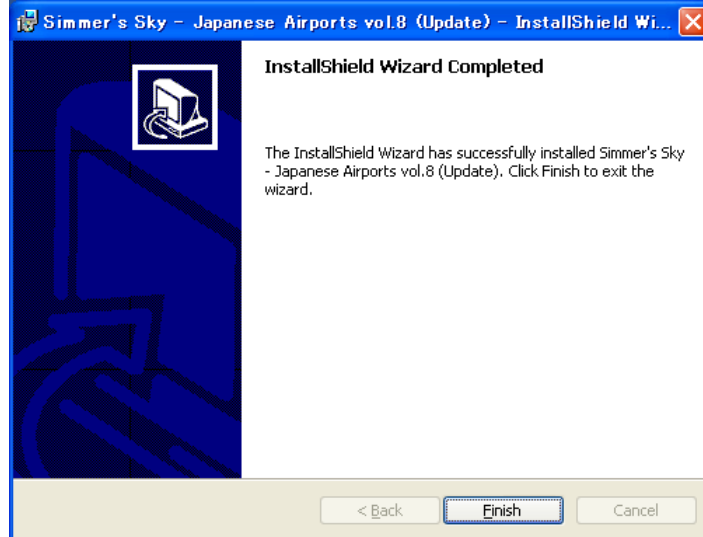 Simmer's Sky - Japanese Airports vol.8 (Update) - InstallShield Wi...
InstallShield Wizard Completed
The InstallShield Wizard has successfully installed Simmer's Sky
- Japanese Airports vol.8 (Update). Click Finish to exit the
wizard.
< Back
Finish
Cancel